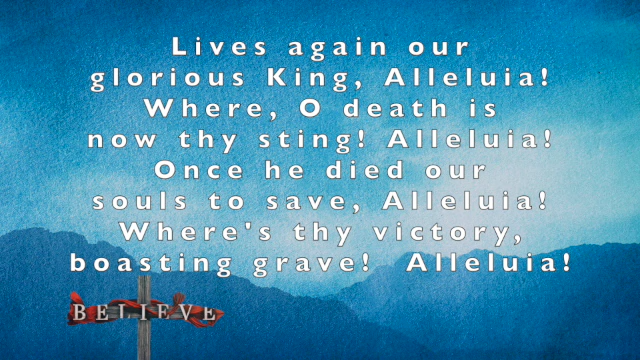 Lives again our
glorious King, Alleluia!
Where, O death is
now thy sting! Alleluia!
Once he died our
souls to save, Alleluia!
Where's thy victory,
boasting grave! Alleluia!
BELIEVE